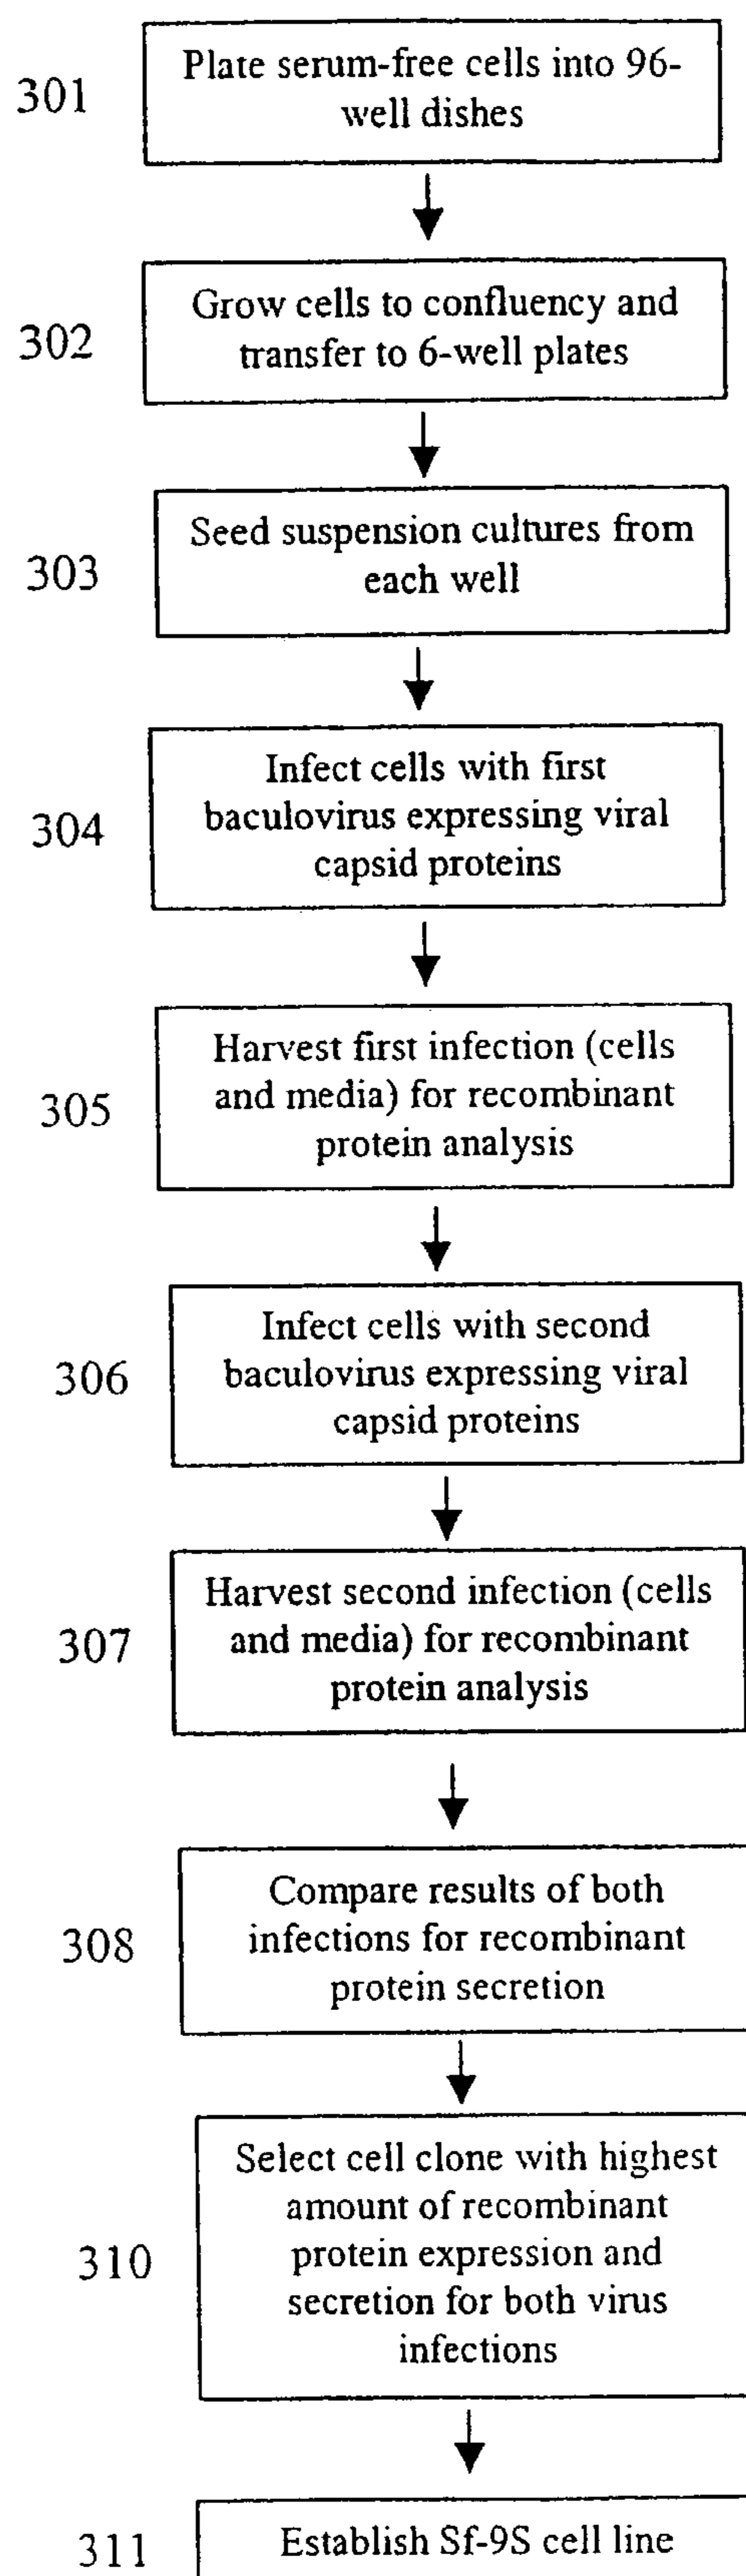 301
Plate serum-free cells into 96-
well dishes
302
Grow cells to confluency and
transfer to 6-well plates
303
Seed suspension cultures from
each well
304
Infect cells with first
baculovirus expressing viral
capsid proteins
305
Harvest first infection (cells
and media) for recombinant
protein analysis
306
Infect cells with second
baculovirus expressing viral
capsid proteins
307
Harvest second infection (cells
and media) for recombinant
protein analysis
308
Compare results of both
infections for recombinant
protein secretion
310
Select cell clone with highest
amount of recombinant
protein expression and
secretion for both virus
infections
311
Establish Sf-9S cell line